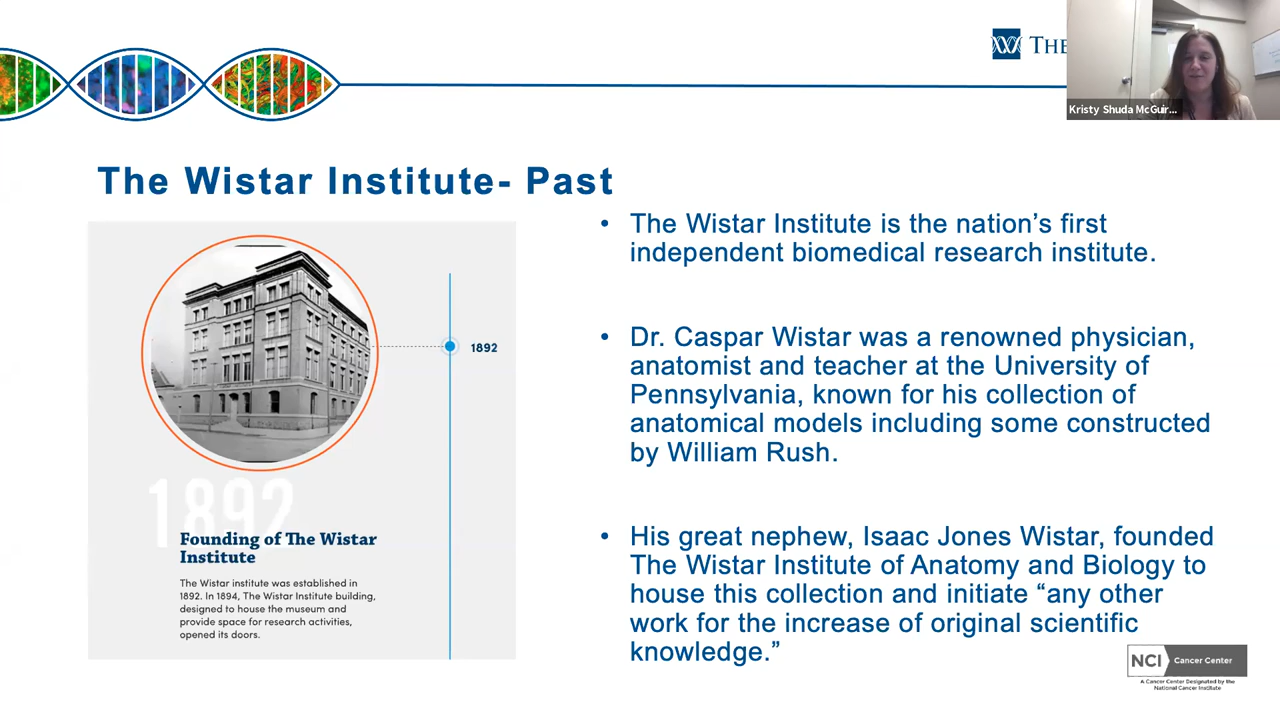 THE
Kristy Shuda McGuir...
The Wistar Institute- Past
• The Wistar Institute is the nation’s first
independent biomedical research institute.
• Dr. Caspar Wistar was a renowned physician,
anatomist and teacher at the University of
Pennsylvania, known for his collection of
anatomical models including some constructed
by William Rush.
• His great nephew, Isaac Jones Wistar, founded
The Wistar Institute of Anatomy and Biology to
house this collection and initiate “any other
work for the increase of original scientific
knowledge.”
1892
1892
Founding of The Wistar
Institute
The Wistar institute was established in
1892. In 1894, The Wistar Institute building,
designed to house the museum and
provide space for research activities,
opened its doors.
NCI Cancer Center
A Cancer Center Designated by the
National Cancer Institute